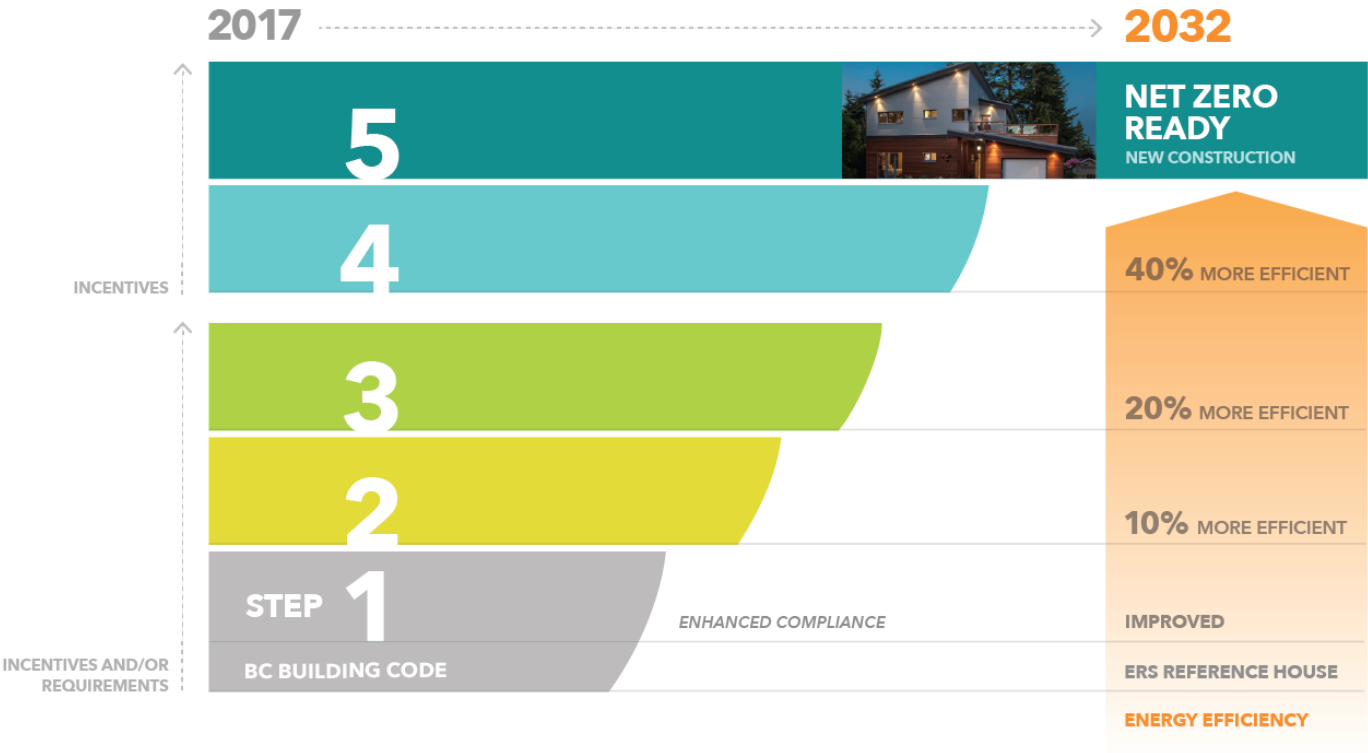 2017
2032
5
NET ZERO
READY
NEW CONSTRUCTION
4
INCENTIVES
40% MORE EFFICIENT
3
20% MORE EFFICIENT
2
10% MORE EFFICIENT
STEP 1
ENHANCED COMPLIANCE
IMPROVED
INCENTIVES AND/OR
REQUIREMENTS
BC BUILDING CODE
ERS REFERENCE HOUSE
ENERGY EFFICIENCY